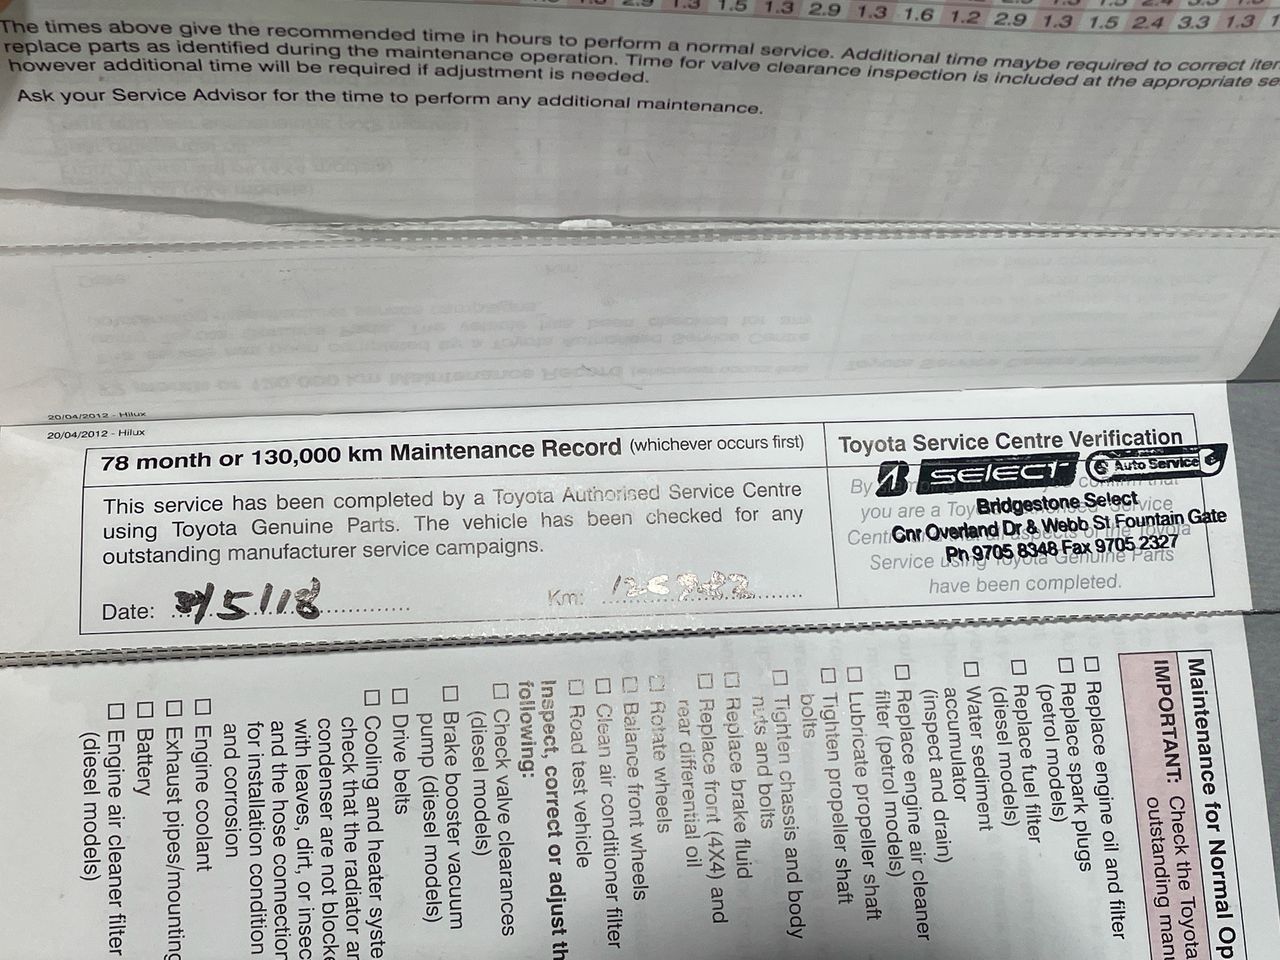 1.3 2.9 1.3 1.5 1.3 2.9 1.3 1.6 1.2 2.9 1.3 1.5 2.4 3.3 1.3
The times above give the recommended time in hours to perform a normal service. Additional time maybe required to correct
replace parts as identified during the maintenance operation. Time for valve clearance inspection is included at the appropriate
however additional time will be required if adjustment is needed.
Ask your Service Advisor for the time to perform any additional maintenance.
20/04/2012 - Hilux
20/04/2012 - Hilux
78 month or 130,000 km Maintenance Record (whichever occurs first)
This service has been completed by a Toyota Authorised Service Centre
using Toyota Genuine Parts. The vehicle has been checked for any
outstanding manufacturer service campaigns.
Date: /5/18
Km:
Toyota Service Centre Verification
SELECT Auto Service
Bridgestone Select
Cnr Overland Dr & Webb St Fountain Gate
Ph 9705 8348 Fax 9705 2327
By
you are a
Service using Toyota Genuine Parts
have been completed.
Maintenance for Normal Op
IMPORTANT: Check the Toyota
outstanding
☐ Replace engine oil and filter
☐ Replace spark plugs
(petrol models)
☐ Replace fuel filter
(diesel models)
☐ Water sediment
accumulator
(inspect and drain)
☐ Replace engine air cleaner
filter (petrol models)
☐ Lubricate propeller shaft
☐ Tighten propeller shaft
bolts
☐ Tighten chassis and body
nuts and bolts
☐ Replace brake fluid
☐ Replace front (4X4) and
rear differential oil
☐ Rotate wheels
☐ Balance front wheels
☐ Clean air conditioner filter
☐ Road test vehicle
Inspect, correct or adjust th
following:
☐ Check valve clearances
(diesel models)
☐ Brake booster vacuum
pump (diesel models)
☐ Drive belts
☐ Cooling and heater syste
check that the radiator an
condenser are not blocke
with leaves, dirt, or insec
and the hose connection
for installation condition
and corrosion
☐ Engine coolant
☐ Exhaust pipes/mounting
☐ Battery
☐ Engine air cleaner filter
(diesel models)